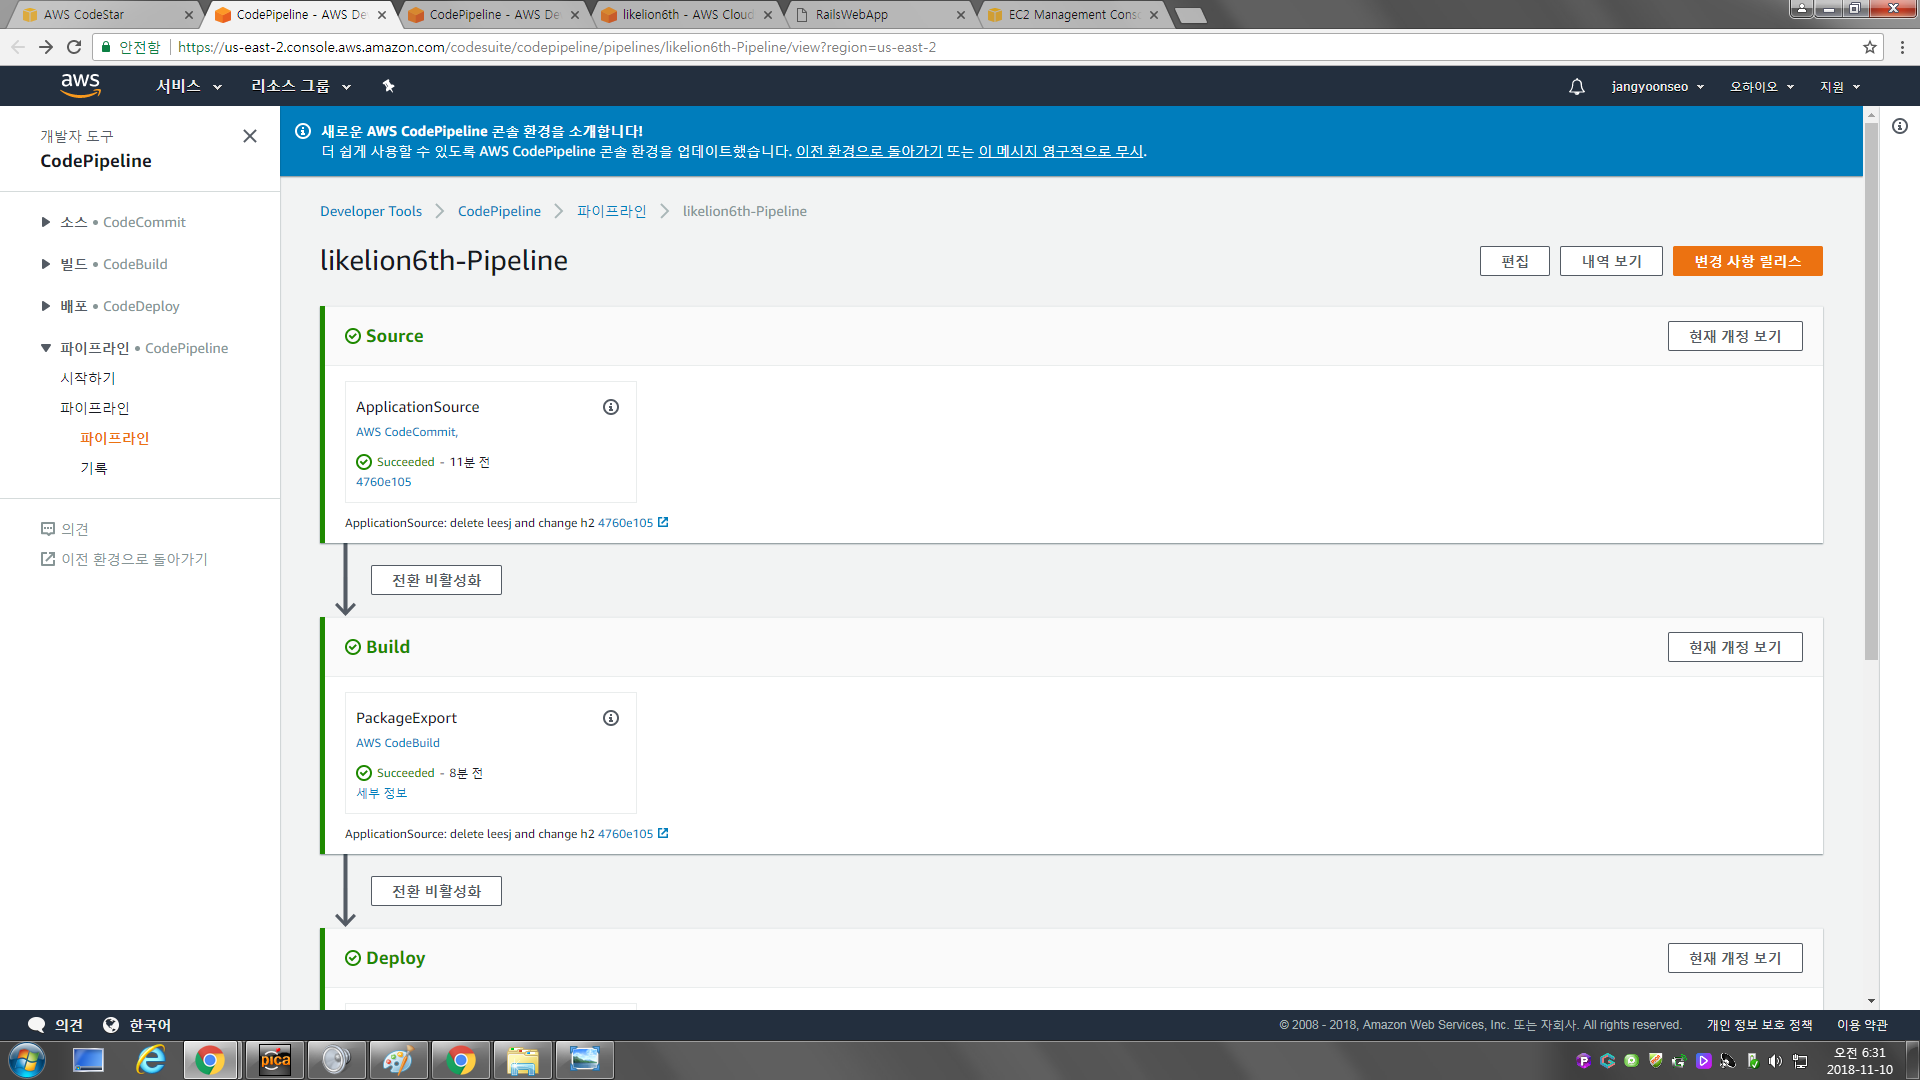 AWS CodeStar
CodePipeline - AWS De
CodePipeline - AWS De
likelion6th - AWS Cloud
RailsWebApp
EC2 Management Cons
안전함
https://us-east-2.console.aws.amazon.com/codesuite/codepipeline/pipelines/likelion6th-Pipeline/view?region=us-east-2
aws
서비스
리소스 그룹
jangyoonseo
오하이오
지원
개발자 도구
CodePipeline
소스 • CodeCommit
빌드 • CodeBuild
배포 • CodeDeploy
파이프라인 • CodePipeline
시작하기
파이프라인
파이프라인
기록
의견
이전 환경으로 돌아가기
새로운 AWS CodePipeline 콘솔 환경을 소개합니다!
더 쉽게 사용할 수 있도록 AWS CodePipeline 콘솔 환경을 업데이트했습니다. 이전 환경으로 돌아가기 또는 이 메시지 영구적으로 무시.
Developer Tools
CodePipeline
파이프라인
likelion6th-Pipeline
likelion6th-Pipeline
편집
내역 보기
변경 사항 릴리스
Source
현재 개정 보기
ApplicationSource
AWS CodeCommit,
Succeeded - 11분 전
4760e105
ApplicationSource: delete leesj and change h2 4760e105
전환 비활성화
Build
현재 개정 보기
PackageExport
AWS CodeBuild
Succeeded - 8분 전
세부 정보
ApplicationSource: delete leesj and change h2 4760e105
전환 비활성화
Deploy
현재 개정 보기
의견
한국어
© 2008 - 2018, Amazon Web Services, Inc. 또는 자회사. All rights reserved.
개인 정보 보호 정책
이용 약관
pica
오전 6:31
2018-11-10